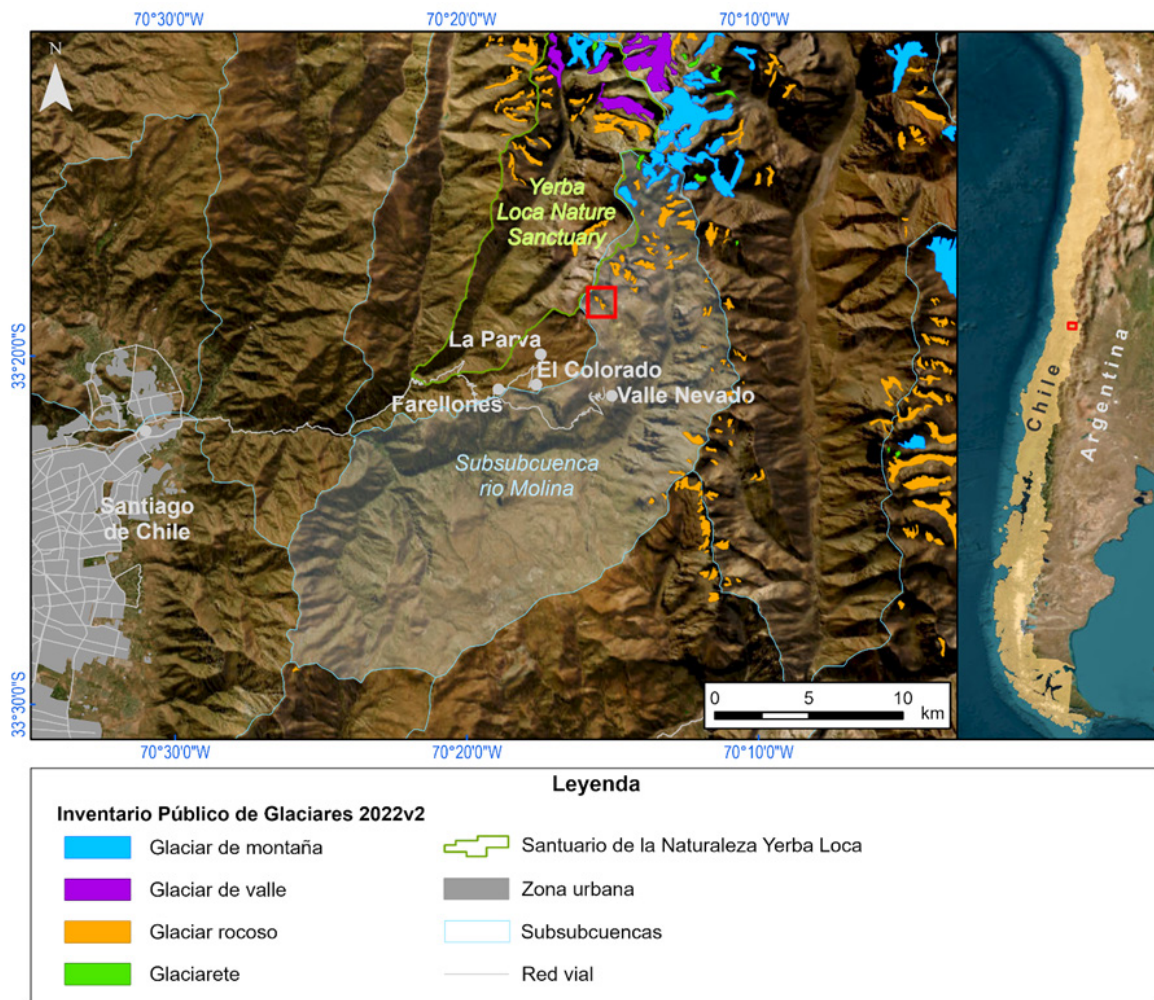 70°30'0"W
70°20'0"W
70°10'0"W
N
Yerba
Loca Nature
Sanctuary
33°20'0"S
La Parva
El Colorado
Farellones
Valle Nevado
Subsubcuenca
rio Molina
Santiago
de Chile
Chile
Argentina
33°30'0"S
0 5 10
km
70°30'0"W
70°20'0"W
70°10'0"W
Leyenda
Inventario Público de Glaciares 2022v2
Glaciar de montaña
Santuario de la Naturaleza Yerba Loca
Glaciar de valle
Zona urbana
Glaciar rocoso
Subsubcuencas
Glaciarete
Red vial